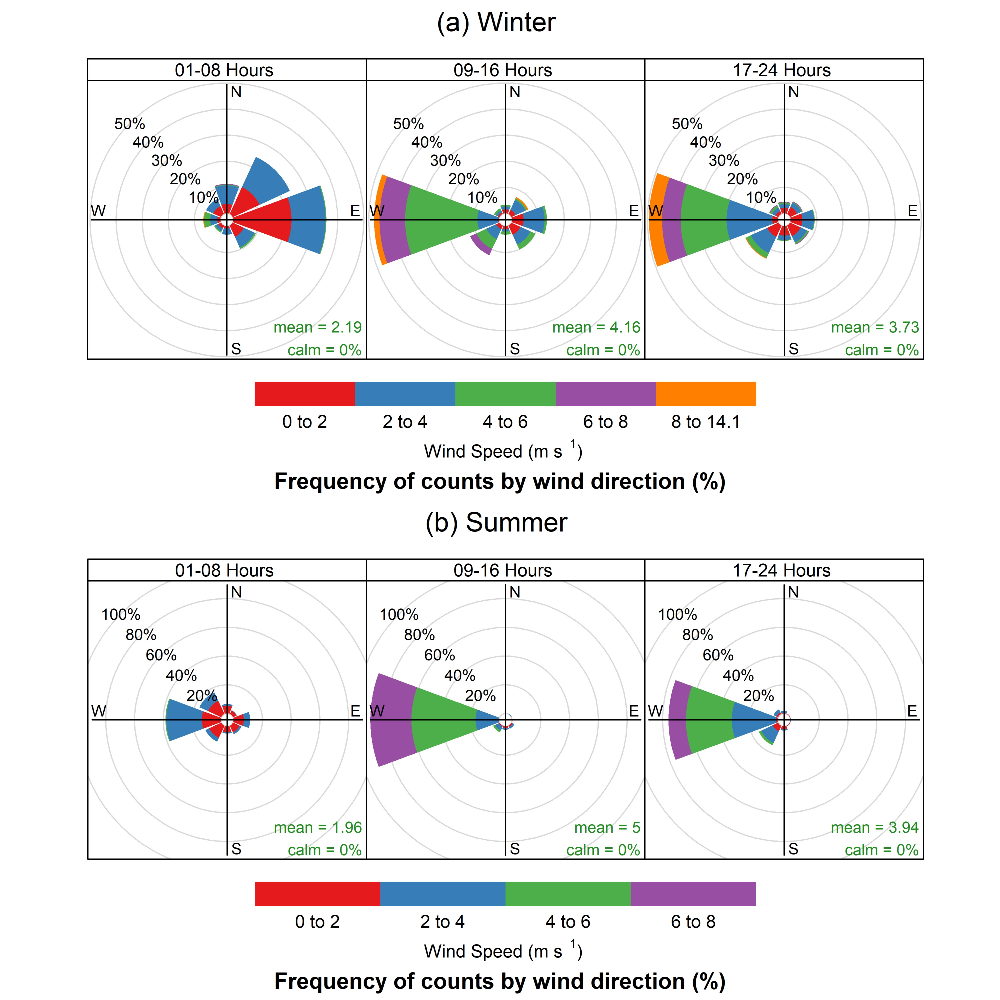 (a) Winter
01-08 Hours 09-16 Hours 17-24 Hours
N N N
50% 50% 50%
40% 40% 40%
30% 30% 30%
20% 20% 20%
10% 10% 10%
W E W E W E
mean = 2.19 mean = 4.16 mean = 3.73
S calm = 0% S calm = 0% S calm = 0%
0 to 2 2 to 4 4 to 6 6 to 8 8 to 14.1
Wind Speed (m s⁻¹)
Frequency of counts by wind direction (%)
(b) Summer
01-08 Hours 09-16 Hours 17-24 Hours
N N N
100% 100% 100%
80% 80% 80%
60% 60% 60%
40% 40% 40%
20% 20% 20%
W E W E W E
mean = 1.96 mean = 5 mean = 3.94
S calm = 0% S calm = 0% S calm = 0%
0 to 2 2 to 4 4 to 6 6 to 8
Wind Speed (m s⁻¹)
Frequency of counts by wind direction (%)